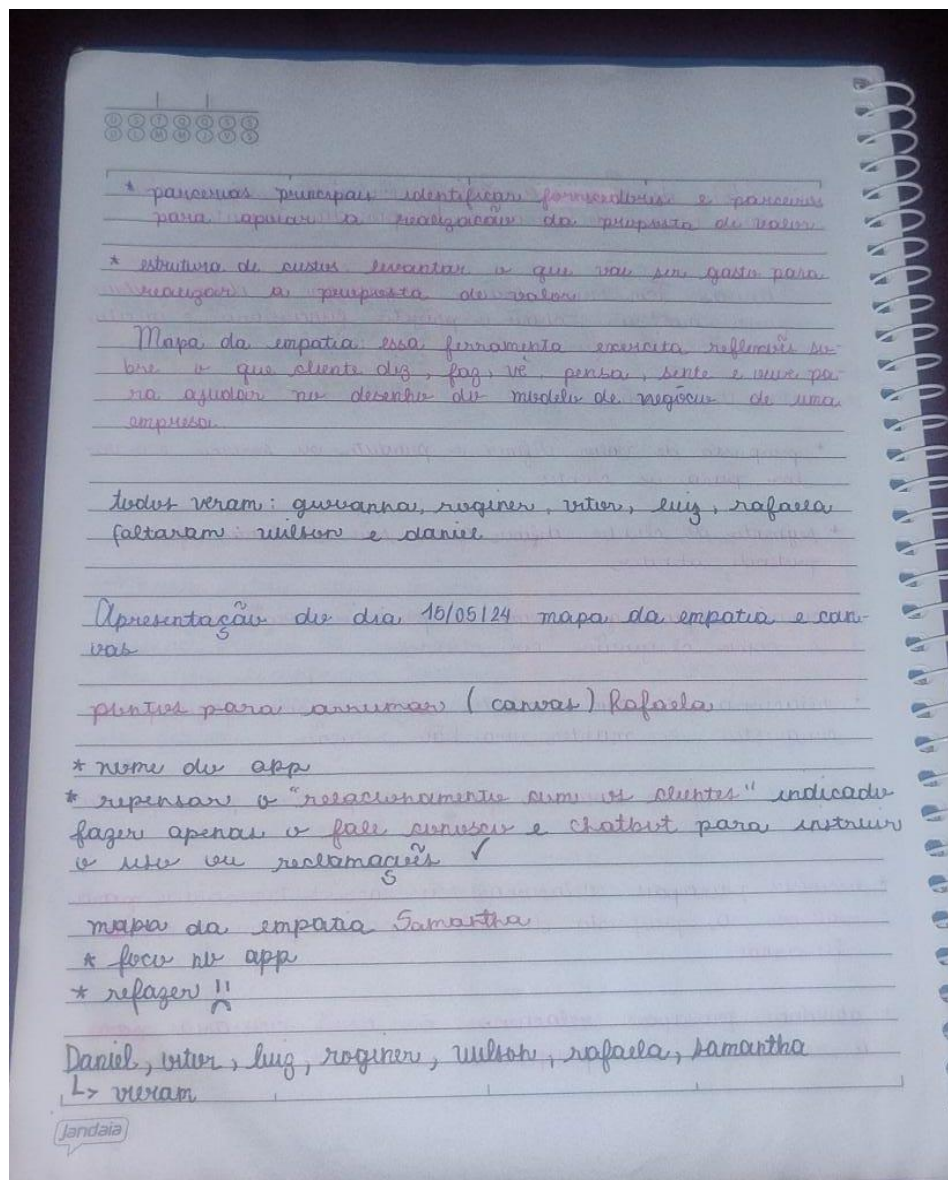 D S T Q Q S S
D L M M J V S
* parcerias principais identificar fornecedores e parceiros
para apoiar a realização da proposta de valor
* estrutura de custos levantar o que vai ser gasto para
realizar a proposta de valor
Mapa da empatia: essa ferramenta exercita reflexões so-
bre o que cliente diz, faz, vê, pensa, sente e ouve pa-
ra ajudar no desenho do modelo de negócio de uma
empresa
todos veram: giovanna, roginer, vitor, luiz, rafaela
faltaram: wilson e daniel
Apresentação do dia 15/05/24 mapa da empatia e can-
vas
pontos para arrumar (canvas) Rafaela
* nome do app
* repensar o "relacionamento com os clientes" indicado
fazer apenas o fale conosco e chatbot para instruir
o uso ou reclamações ✓
mapa da empatia Samantha
* foco no app
* refazer !!
Daniel, vitor, luiz, roginer, wilson, rafaela, samantha
↳ vieram
Jandaia